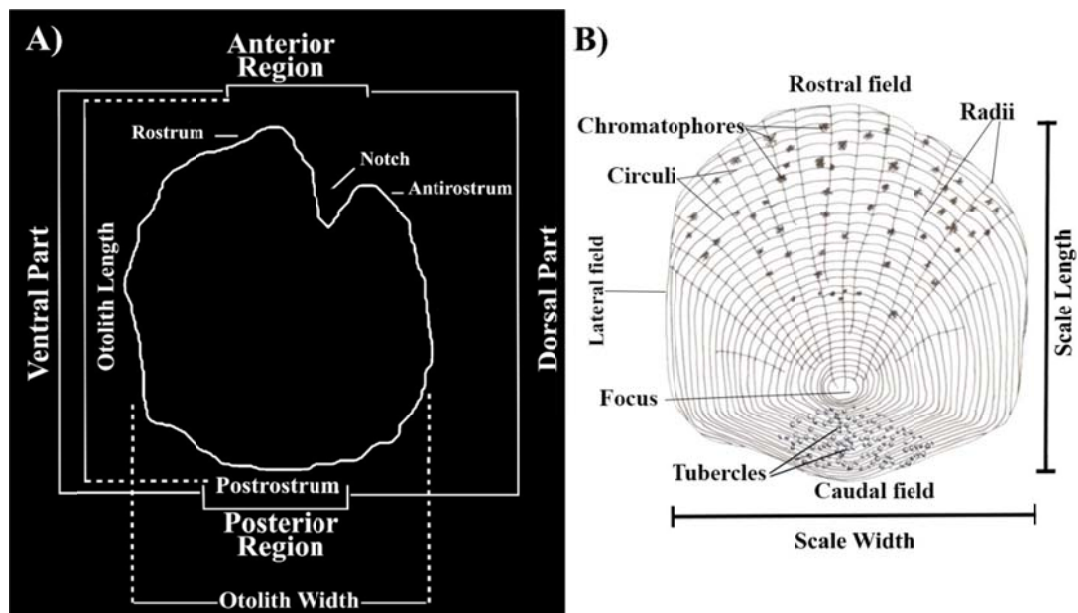 A)
Anterior
Region
Rostrum
Notch
Antirostrum
Ventral Part
Otolith Length
Dorsal Part
Postrostrum
Posterior
Region
Otolith Width
B)
Rostral field
Chromatophores
Radii
Circuli
Lateral field
Scale Length
Focus
Tubercles
Caudal field
Scale Width